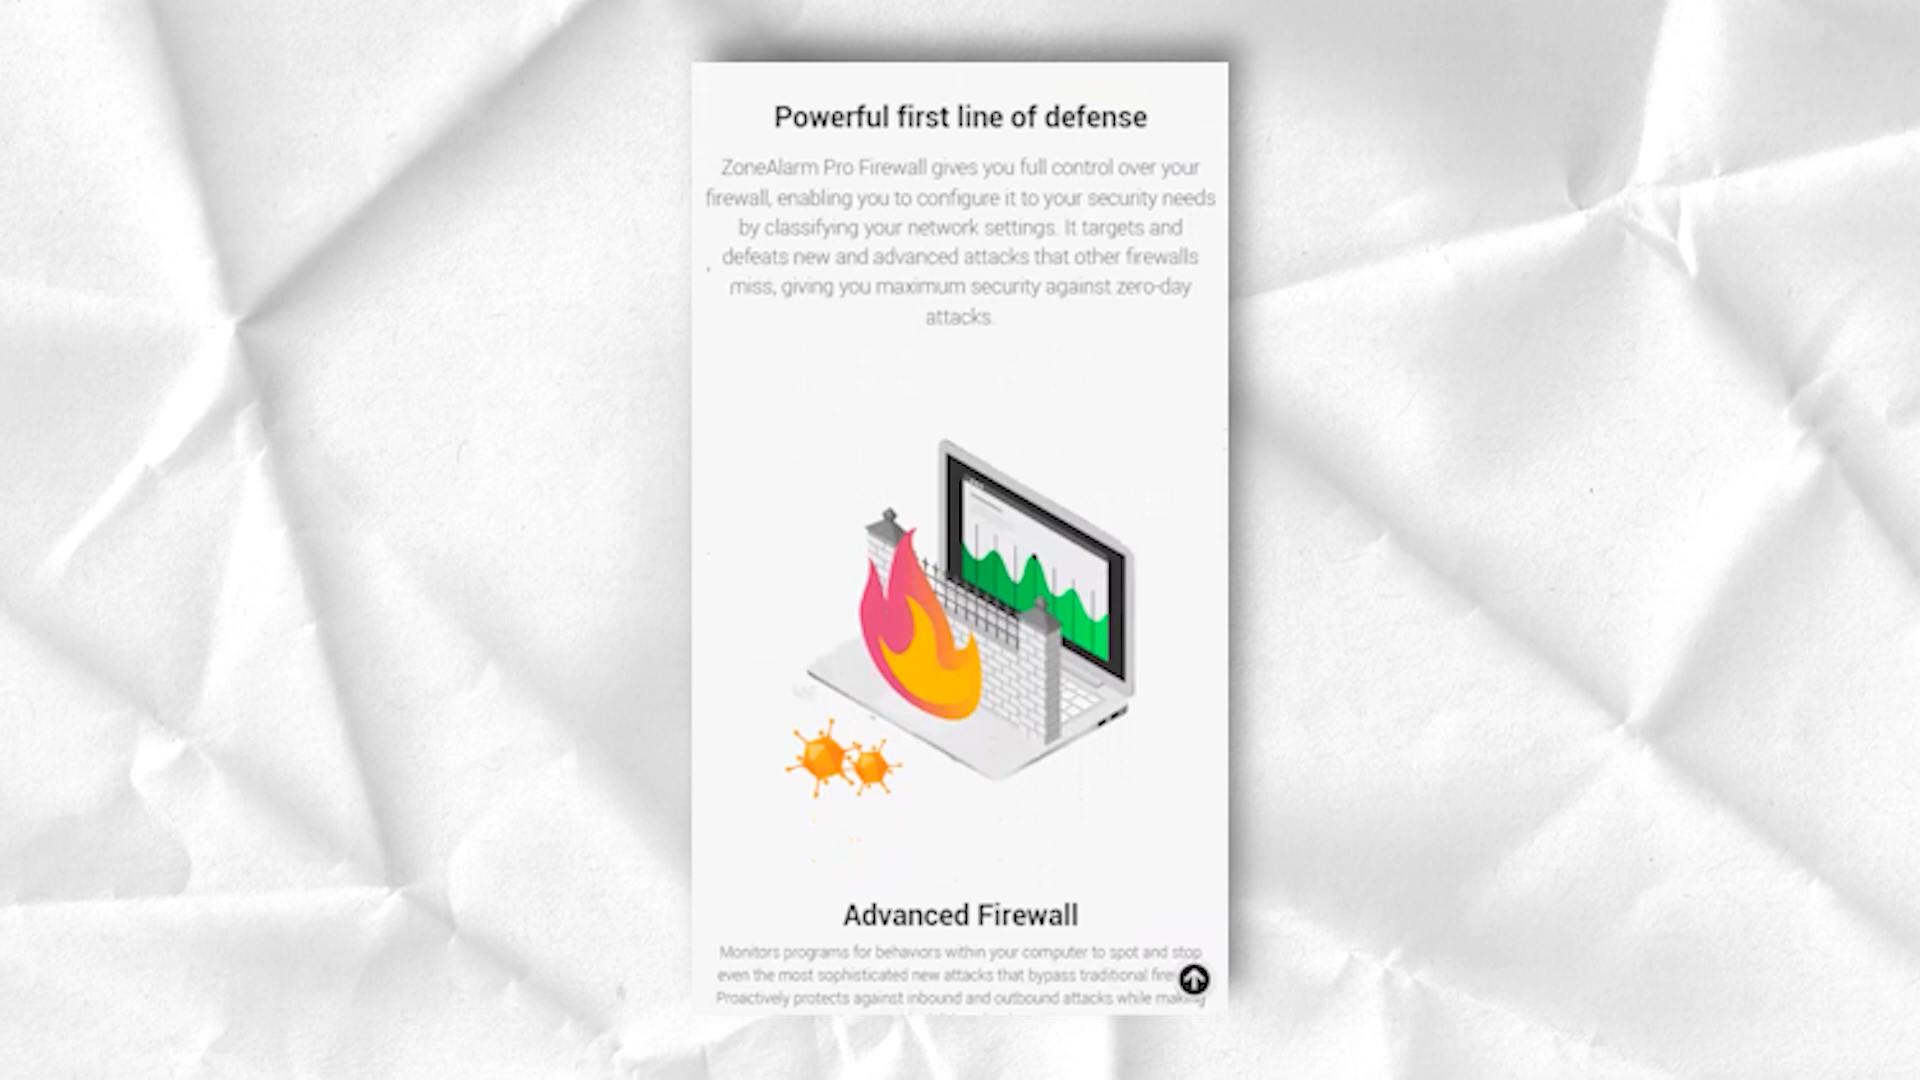 Powerful first line of defense
ZoneAlarm Pro Firewall gives you full control over your
firewall, enabling you to configure it to your security needs
by classifying your network settings. It targets and
defeats new and advanced attacks that other firewalls
miss, giving you maximum security against zero-day
attacks.
Advanced Firewall
Monitors programs for behaviors within your computer to spot and stop
even the most sophisticated new attacks that bypass traditional
Proactively protects against inbound and outbound attacks while making